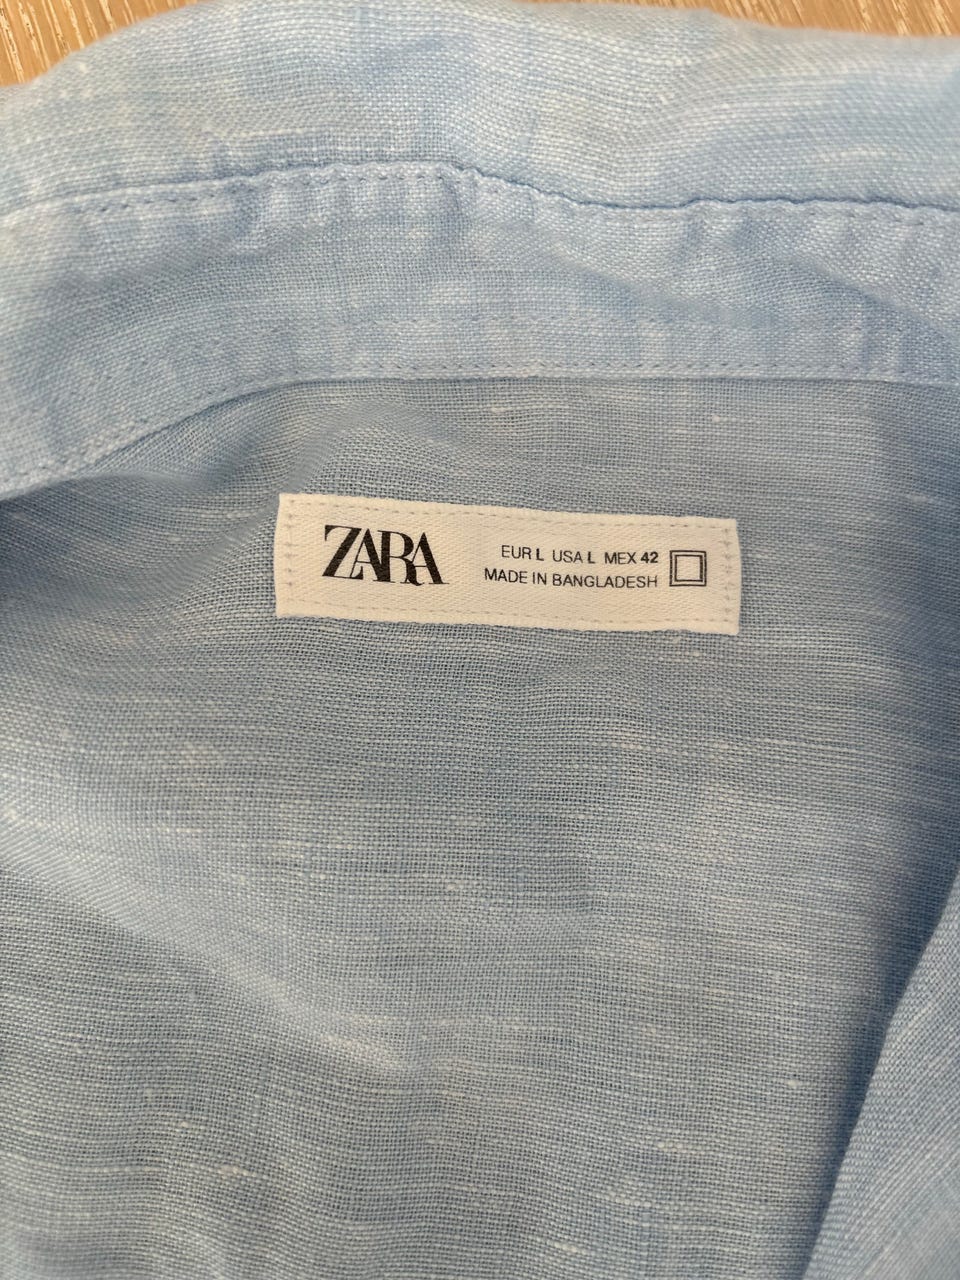 ZARA
EUR L USA L MEX 42
MADE IN BANGLADESH